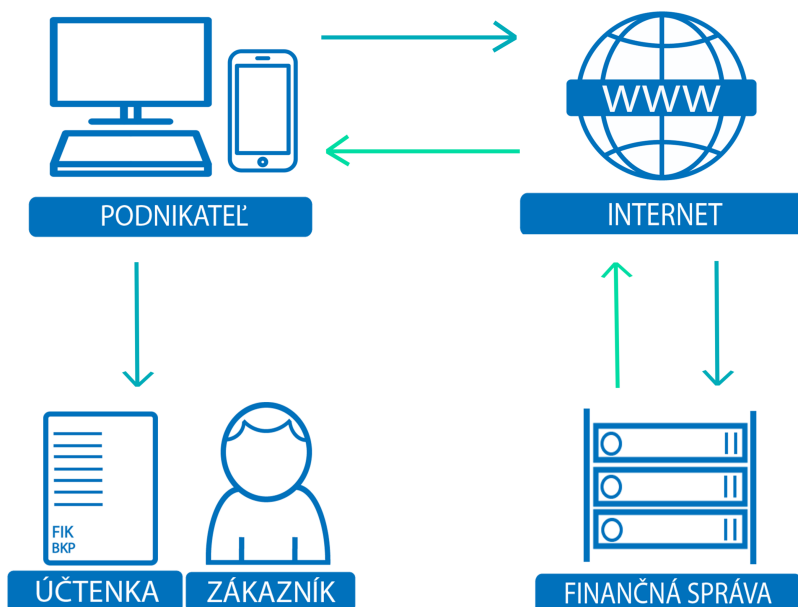 WWW
PODNIKATEĽ
INTERNET
FIK
BKP
ÚČTENKA
ZÁKAZNÍK
FINANČNÁ SPRÁVA